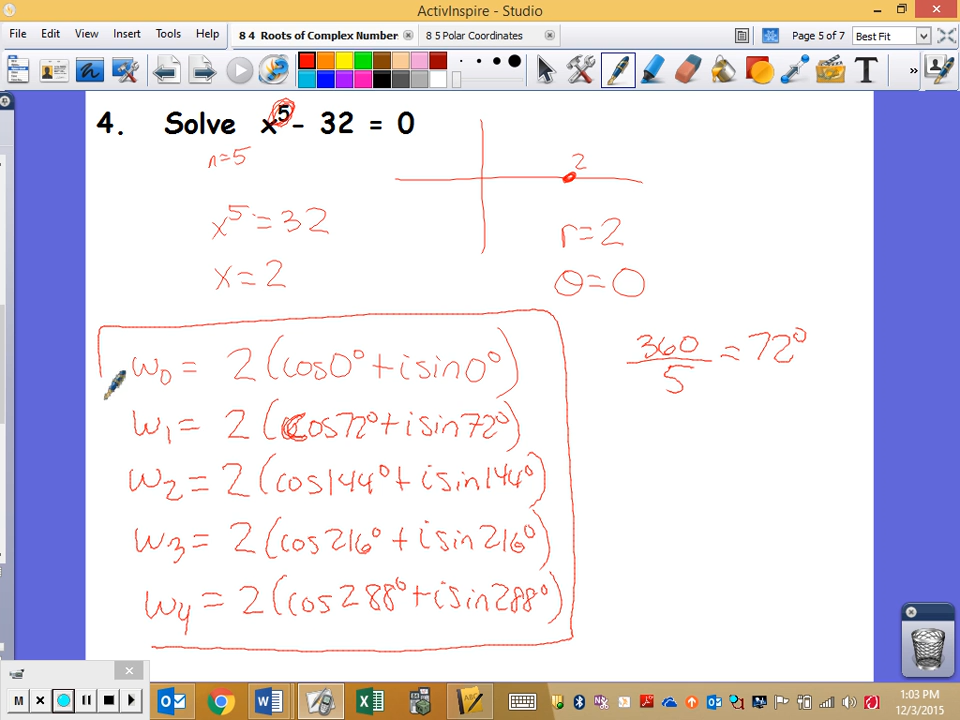 ActivInspire - Studio
File Edit View Insert Tools Help
8 4 Roots of Complex Number
8 5 Polar Coordinates
Page 5 of 7
Best Fit
4. Solve x⁵ - 32 = 0
n=5
2
x⁵ = 32
r=2
x = 2
θ=0
360/5 = 72°
w₀ = 2(cos0° + isin0°)
w₁ = 2(cos72° + isin72°)
w₂ = 2(cos144° + isin144°)
w₃ = 2(cos216° + isin216°)
w₄ = 2(cos288° + isin288°)
M
1:03 PM
12/3/2015